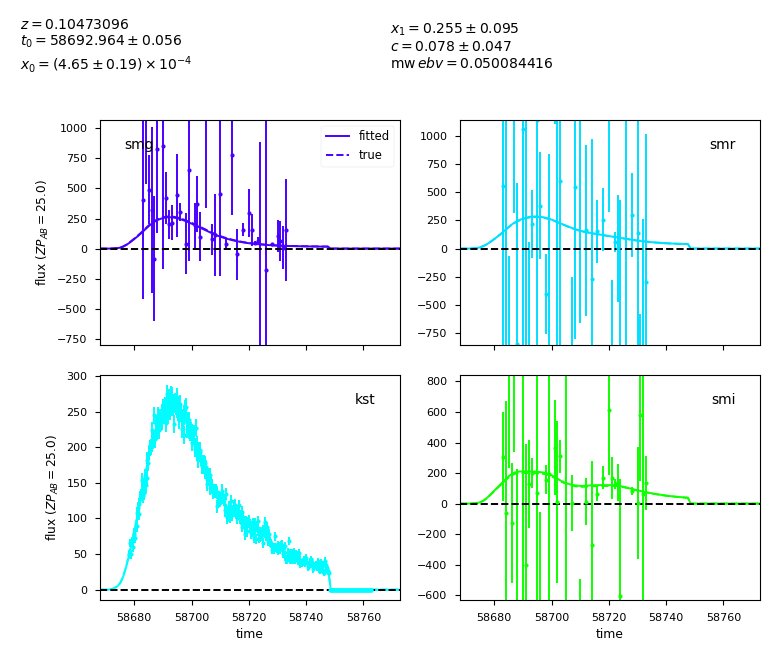 z = 0.10473096
t₀ = 58692.964 ± 0.056
x₀ = (4.65 ± 0.19) × 10⁻⁴
x₁ = 0.255 ± 0.095
c = 0.078 ± 0.047
mw ebv = 0.050084416
smg
fitted
true
1000
750
500
250
0
−250
−500
−750
flux (ZP_AB = 25.0)
smr
1000
750
500
250
0
−250
−500
−750
kst
300
250
200
150
100
50
0
flux (ZP_AB = 25.0)
58680 58700 58720 58740 58760
time
smi
800
600
400
200
0
−200
−400
−600
58680 58700 58720 58740 58760
time